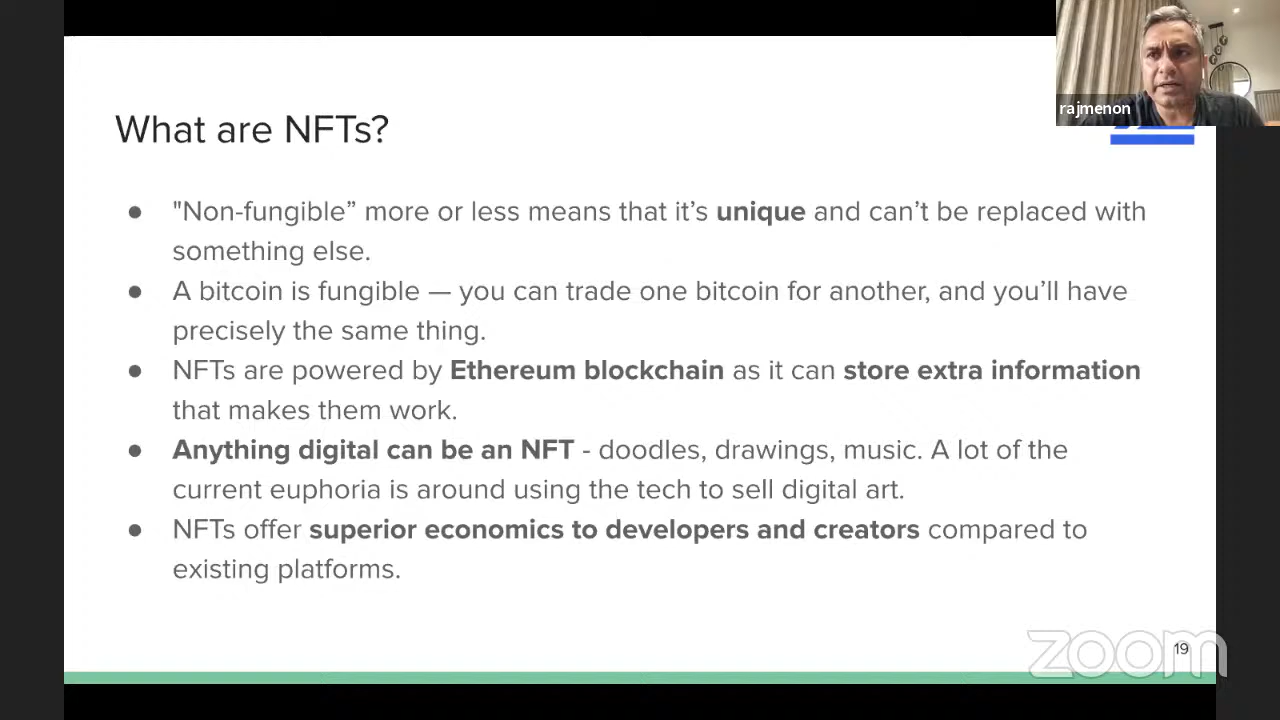 rajmenon
What are NFTs?
● "Non-fungible” more or less means that it’s unique and can’t be replaced with
something else.
● A bitcoin is fungible — you can trade one bitcoin for another, and you’ll have
precisely the same thing.
● NFTs are powered by Ethereum blockchain as it can store extra information
that makes them work.
● Anything digital can be an NFT - doodles, drawings, music. A lot of the
current euphoria is around using the tech to sell digital art.
● NFTs offer superior economics to developers and creators compared to
existing platforms.
19
zoom